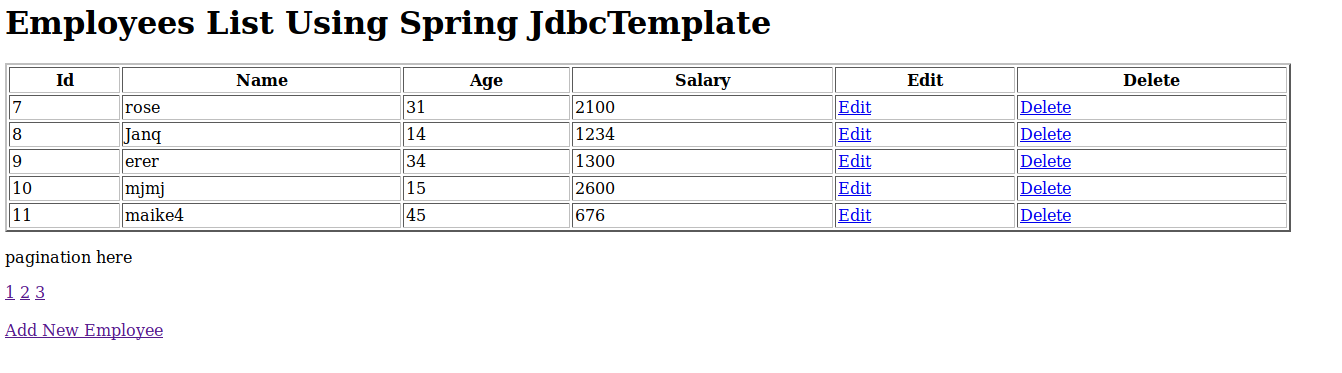 Employees List Using Spring JdbcTemplate
Id Name Age Salary Edit Delete
7 rose 31 2100 Edit Delete
8 Janq 14 1234 Edit Delete
9 erer 34 1300 Edit Delete
10 mjmj 15 2600 Edit Delete
11 maike4 45 676 Edit Delete
pagination here
1 2 3
Add New Employee